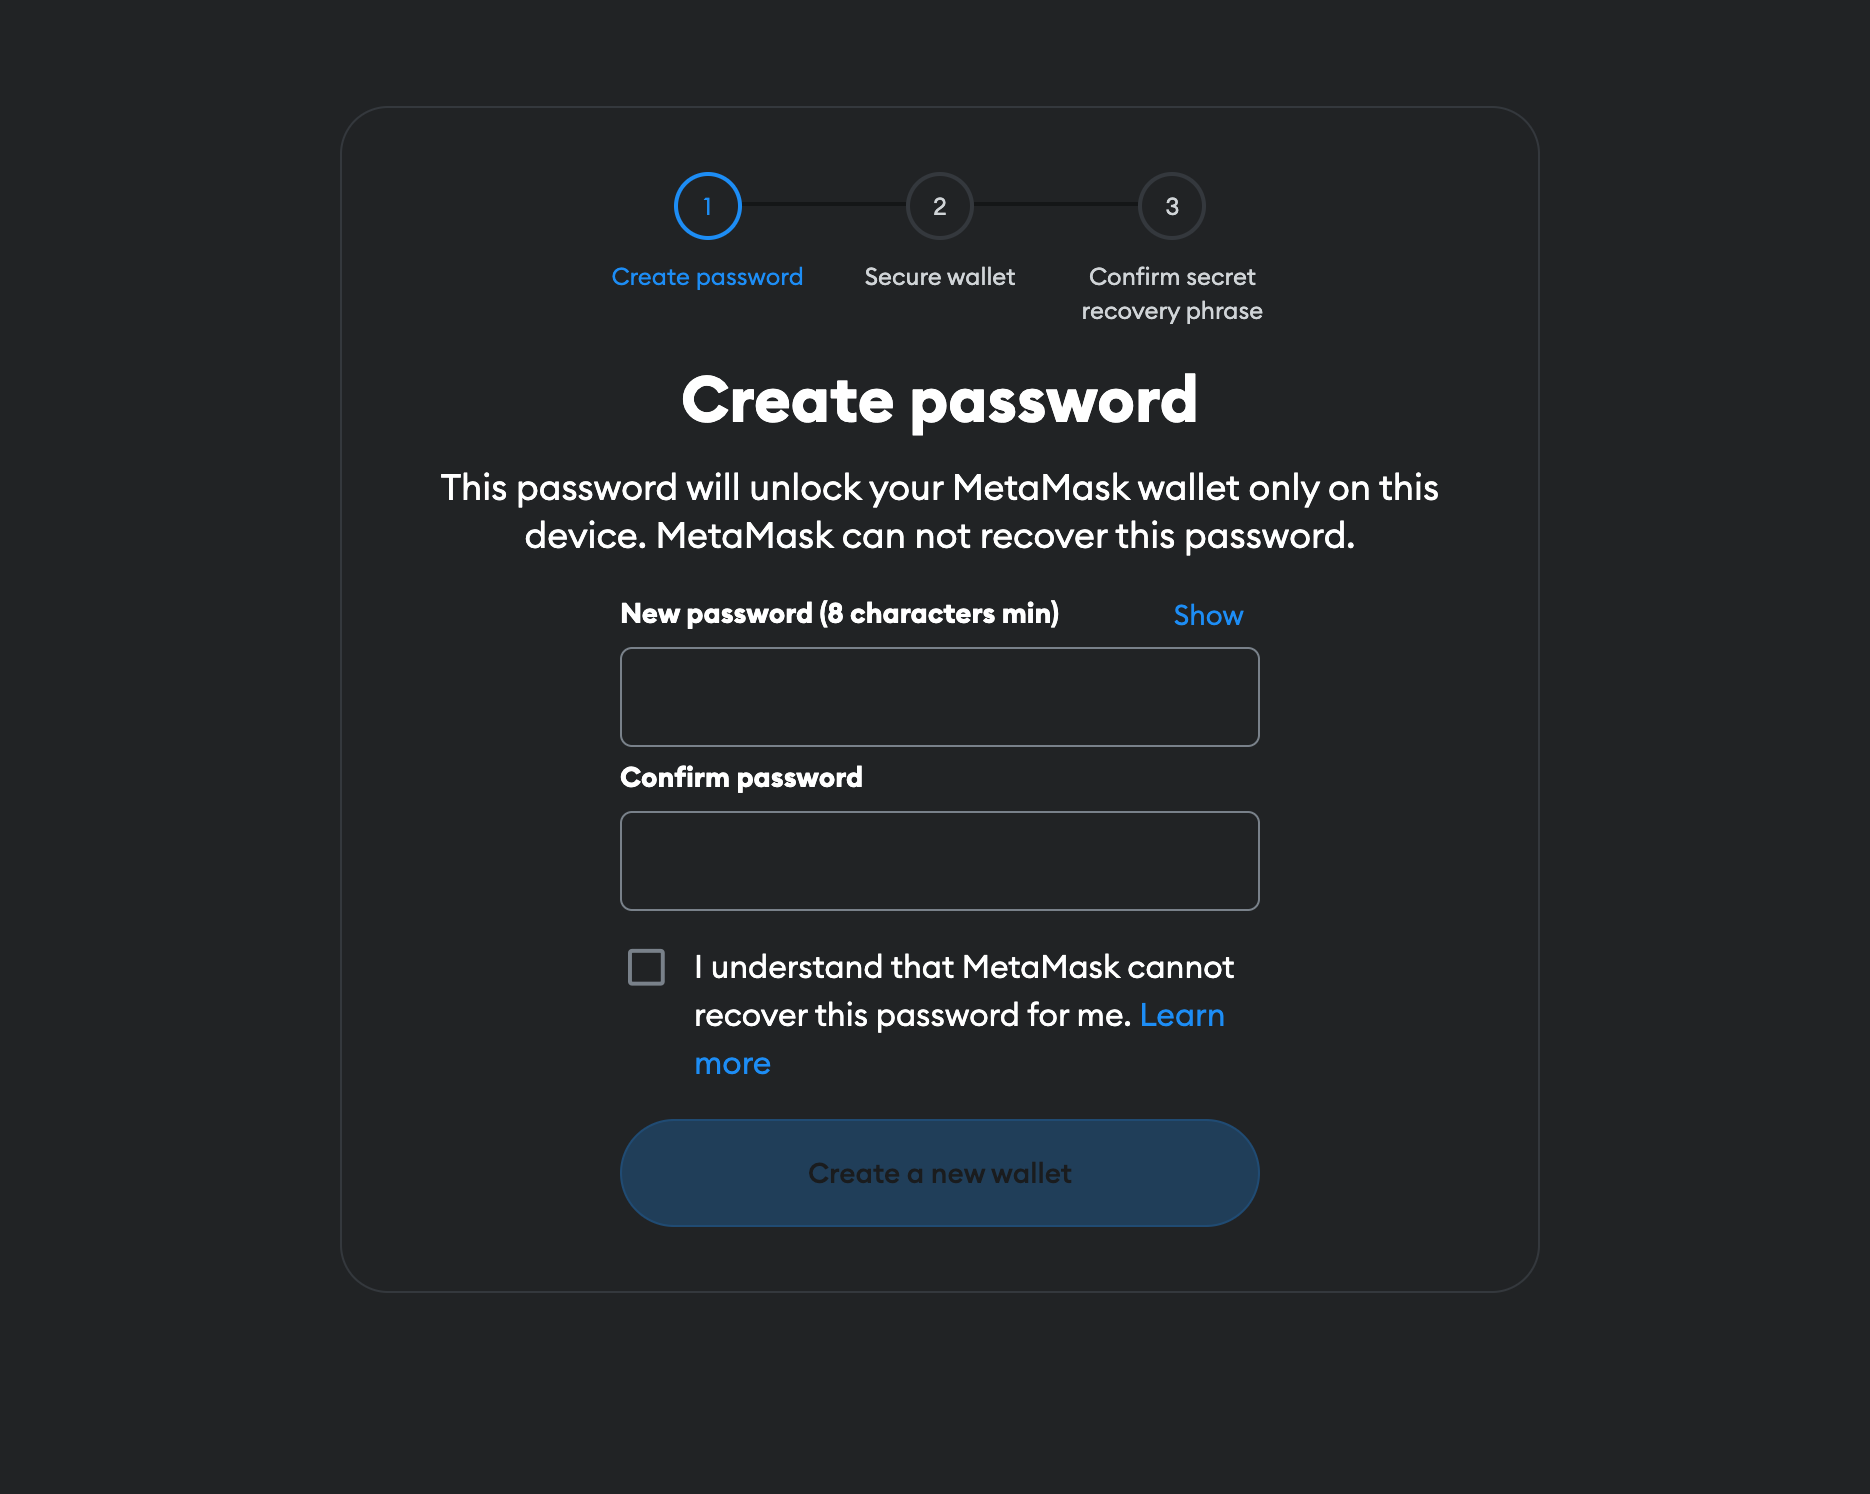 1
2
3
Create password
Secure wallet
Confirm secret
recovery phrase
Create password
This password will unlock your MetaMask wallet only on this
device. MetaMask can not recover this password.
New password (8 characters min)
Show
Confirm password
I understand that MetaMask cannot
recover this password for me. Learn
more
Create a new wallet